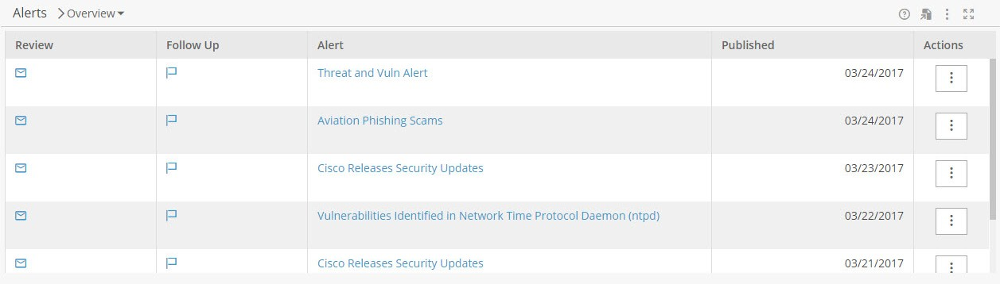 Alerts Overview
Review Follow Up Alert Published Actions
Threat and Vuln Alert 03/24/2017
Aviation Phishing Scams 03/24/2017
Cisco Releases Security Updates 03/23/2017
Vulnerabilities Identified in Network Time Protocol Daemon (ntpd) 03/22/2017
Cisco Releases Security Updates 03/21/2017